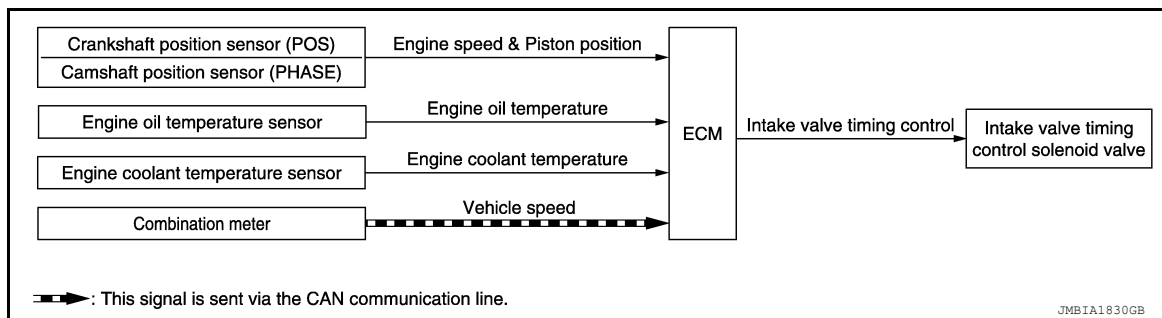 Crankshaft position sensor (POS)
Engine speed & Piston position
Camshaft position sensor (PHASE)
Engine oil temperature sensor
Engine oil temperature
Engine coolant temperature sensor
Engine coolant temperature
Combination meter
Vehicle speed
ECM
Intake valve timing control
Intake valve timing
control solenoid valve
: This signal is sent via the CAN communication line.
JMBIA1830GB